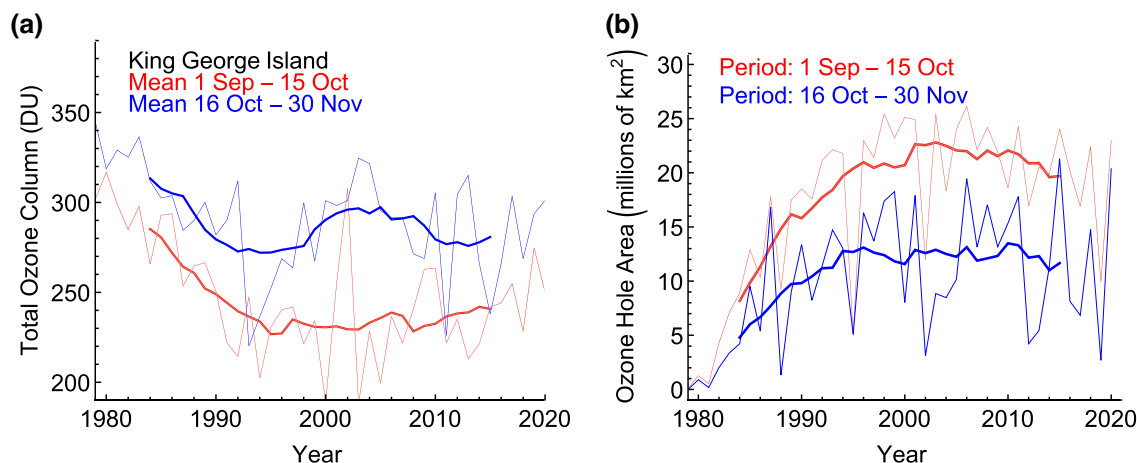 (a)
King George Island
Mean 1 Sep – 15 Oct
Mean 16 Oct – 30 Nov
Total Ozone Column (DU)
350
300
250
200
1980 1990 2000 2010 2020
Year
(b)
Period: 1 Sep – 15 Oct
Period: 16 Oct – 30 Nov
Ozone Hole Area (millions of km²)
30
25
20
15
10
5
0
1980 1990 2000 2010 2020
Year